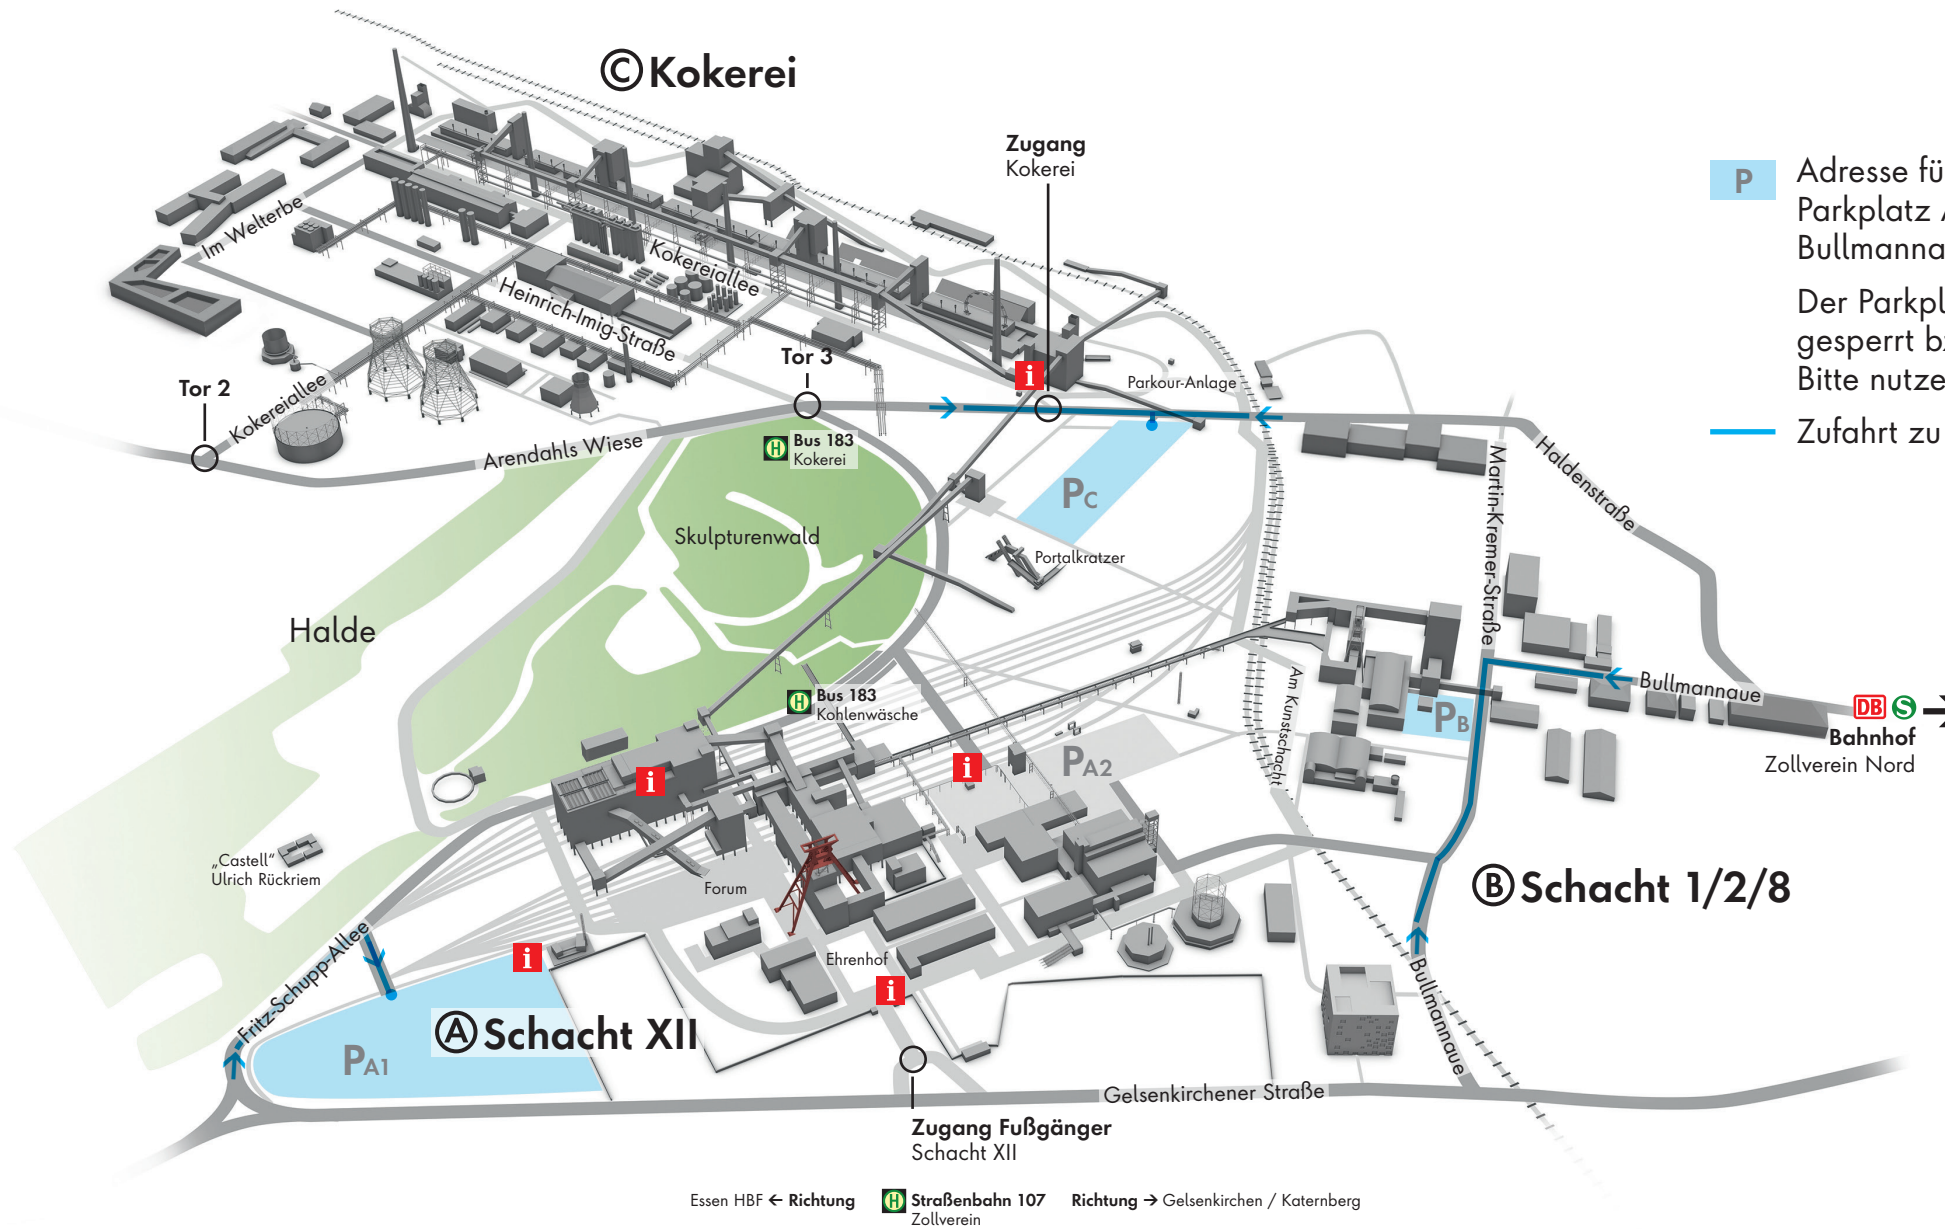 Ⓒ Kokerei
Zugang
Kokerei
P
Adresse fü
Parkplatz A
Bullmanna
Der Parkpl
gesperrt bz
Bitte nutze
Zufahrt zu
Im Welterbe
Kokereiallee
Heinrich-Imig-Straße
Tor 3
Tor 2
Kokereiallee
i
Parkour-Anlage
Arendahls Wiese
H Bus 183
Kokerei
Haldenstraße
Martin-Kremer-Straße
PC
Skulpturenwald
Portalkratzer
Halde
Am Kunstschacht
Bullmannaue
H Bus 183
Kohlenwäsche
PB
DB S
Bahnhof
Zollverein Nord
i
i
PA2
„Castell“
Ulrich Rückriem
Forum
Ⓑ Schacht 1/2/8
Fritz-Schupp-Allee
i
Ehrenhof
i
Bullmannaue
Ⓐ Schacht XII
PA1
Gelsenkirchener Straße
Zugang Fußgänger
Schacht XII
Essen HBF ← Richtung H Straßenbahn 107 Richtung → Gelsenkirchen / Katernberg
Zollverein